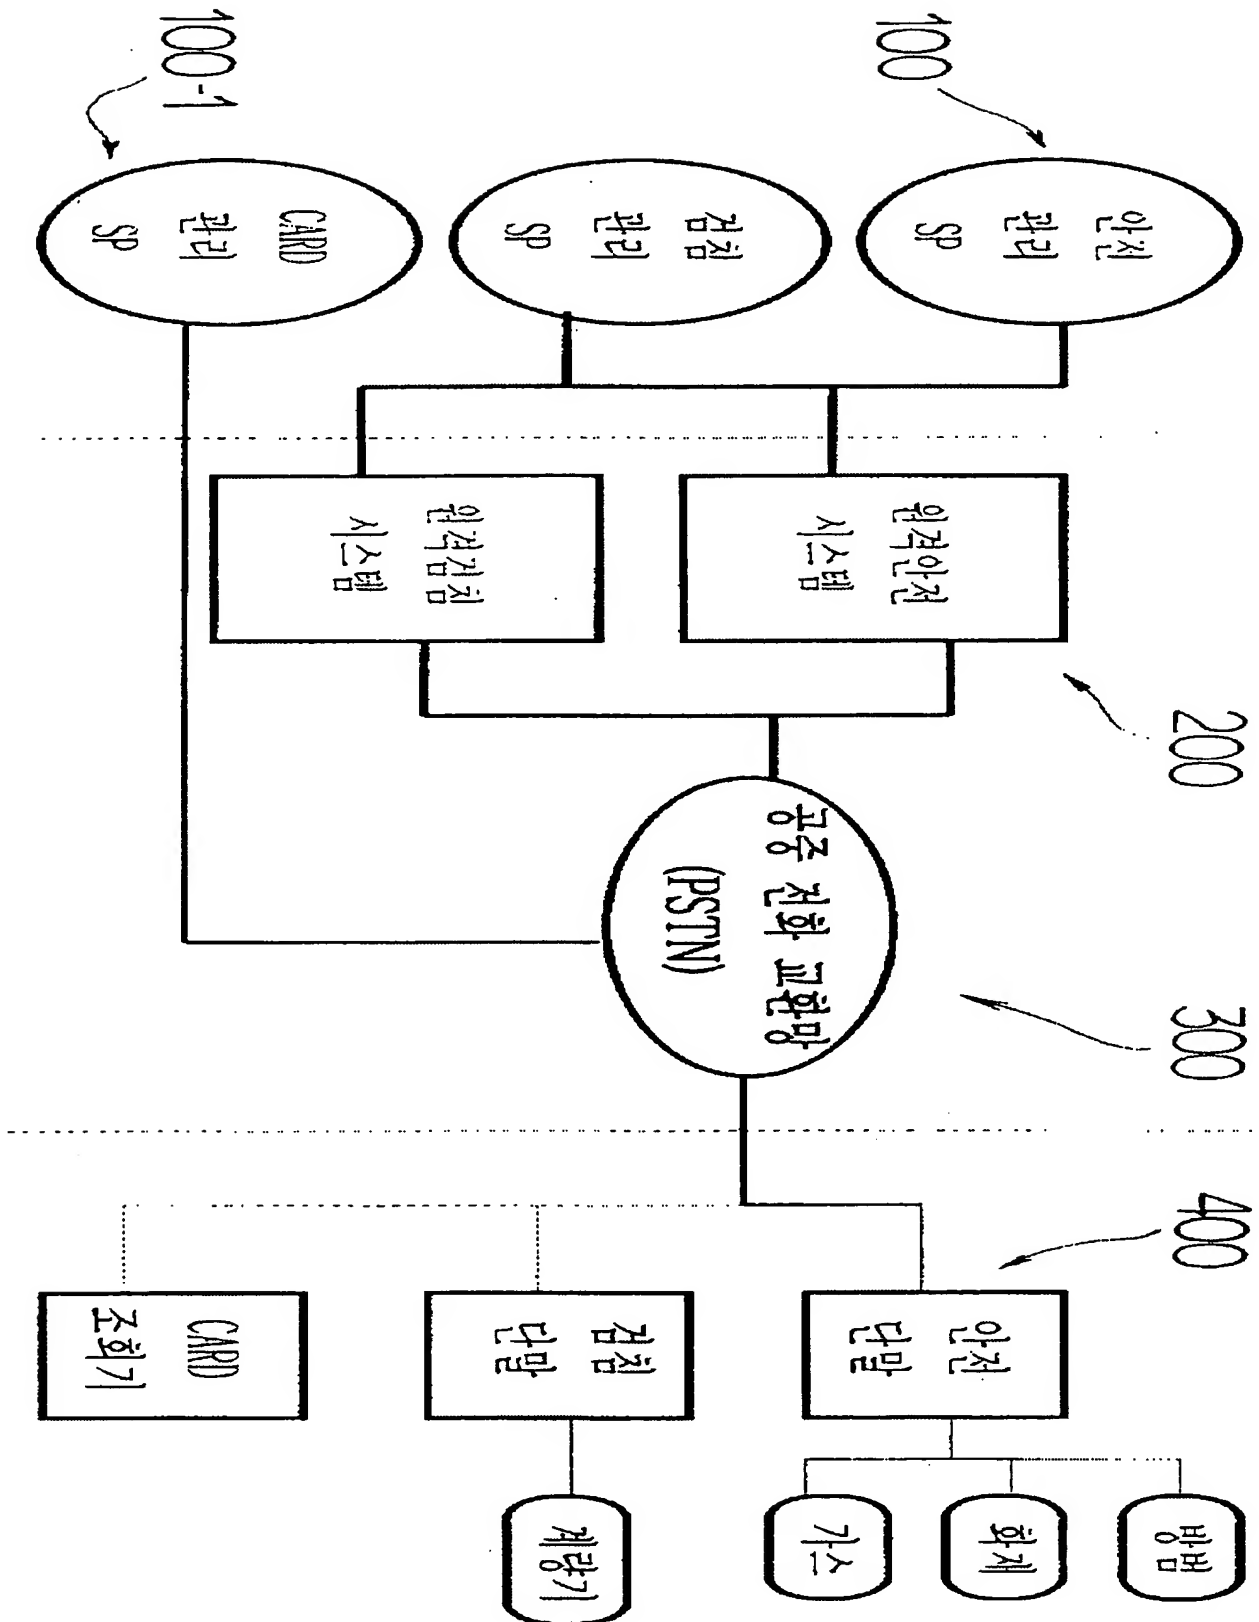 100
안전
관리
SP
검침
관리
SP
100-1
CARD
관리
SP
200
원격안전
시스템
원격검침
시스템
300
공중 전화 교환망
(PSTN)
400
안전
단말
검침
단말
CARD
조회기
방범
화재
가스
계량기